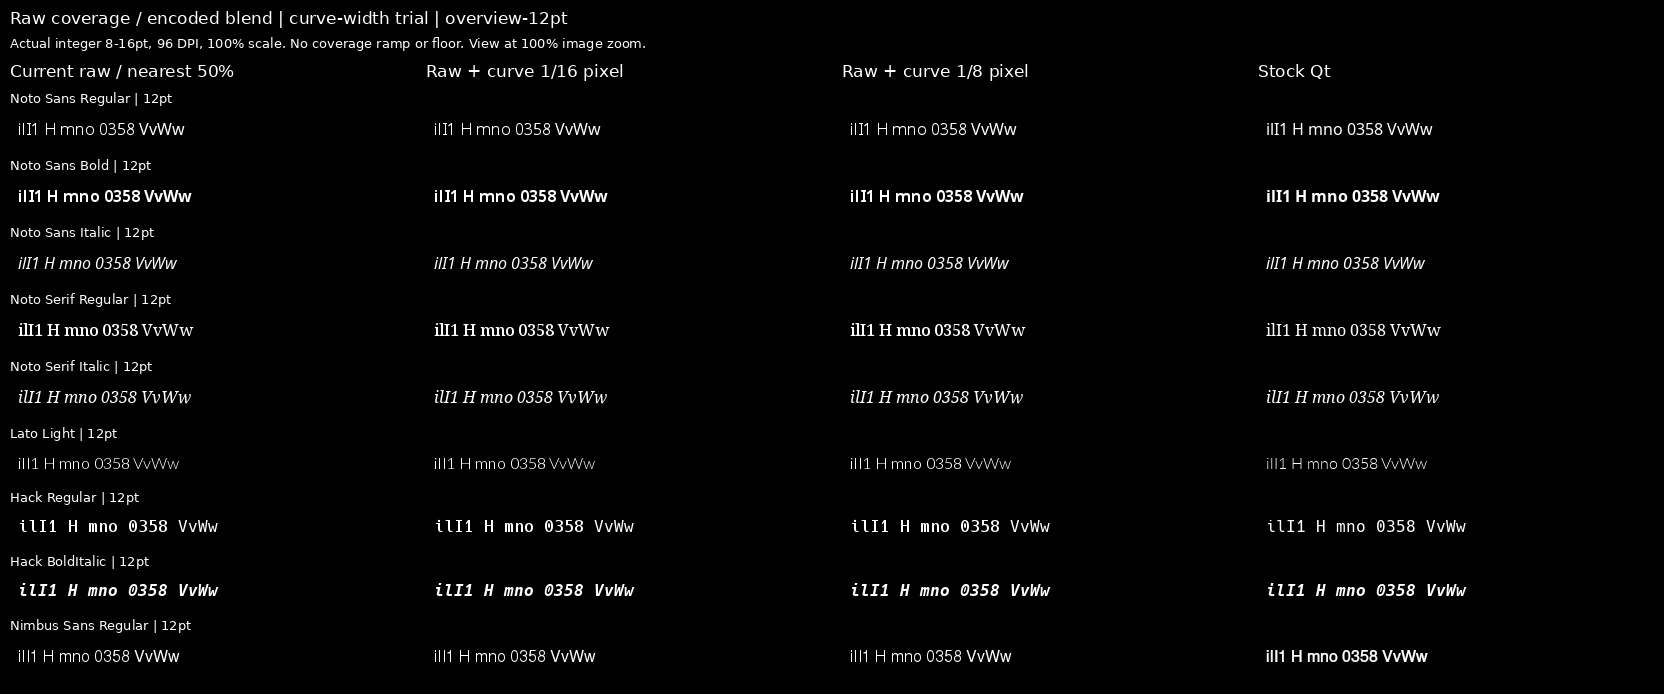 Raw coverage / encoded blend | curve-width trial | overview-12pt
Actual integer 8-16pt, 96 DPI, 100% scale. No coverage ramp or floor. View at 100% image zoom.
Current raw / nearest 50% Raw + curve 1/16 pixel Raw + curve 1/8 pixel Stock Qt
Noto Sans Regular | 12pt
ilI1 H mno 0358 VvWw ilI1 H mno 0358 VvWw ilI1 H mno 0358 VvWw ilI1 H mno 0358 VvWw
Noto Sans Bold | 12pt
ilI1 H mno 0358 VvWw ilI1 H mno 0358 VvWw ilI1 H mno 0358 VvWw ilI1 H mno 0358 VvWw
Noto Sans Italic | 12pt
ilI1 H mno 0358 VvWw ilI1 H mno 0358 VvWw ilI1 H mno 0358 VvWw ilI1 H mno 0358 VvWw
Noto Serif Regular | 12pt
ilI1 H mno 0358 VvWw ilI1 H mno 0358 VvWw ilI1 H mno 0358 VvWw ilI1 H mno 0358 VvWw
Noto Serif Italic | 12pt
ilI1 H mno 0358 VvWw ilI1 H mno 0358 VvWw ilI1 H mno 0358 VvWw ilI1 H mno 0358 VvWw
Lato Light | 12pt
ilI1 H mno 0358 VvWw ilI1 H mno 0358 VvWw ilI1 H mno 0358 VvWw ilI1 H mno 0358 VvWw
Hack Regular | 12pt
ilI1 H mno 0358 VvWw ilI1 H mno 0358 VvWw ilI1 H mno 0358 VvWw ilI1 H mno 0358 VvWw
Hack BoldItalic | 12pt
ilI1 H mno 0358 VvWw ilI1 H mno 0358 VvWw ilI1 H mno 0358 VvWw ilI1 H mno 0358 VvWw
Nimbus Sans Regular | 12pt
ilI1 H mno 0358 VvWw ilI1 H mno 0358 VvWw ilI1 H mno 0358 VvWw ilI1 H mno 0358 VvWw